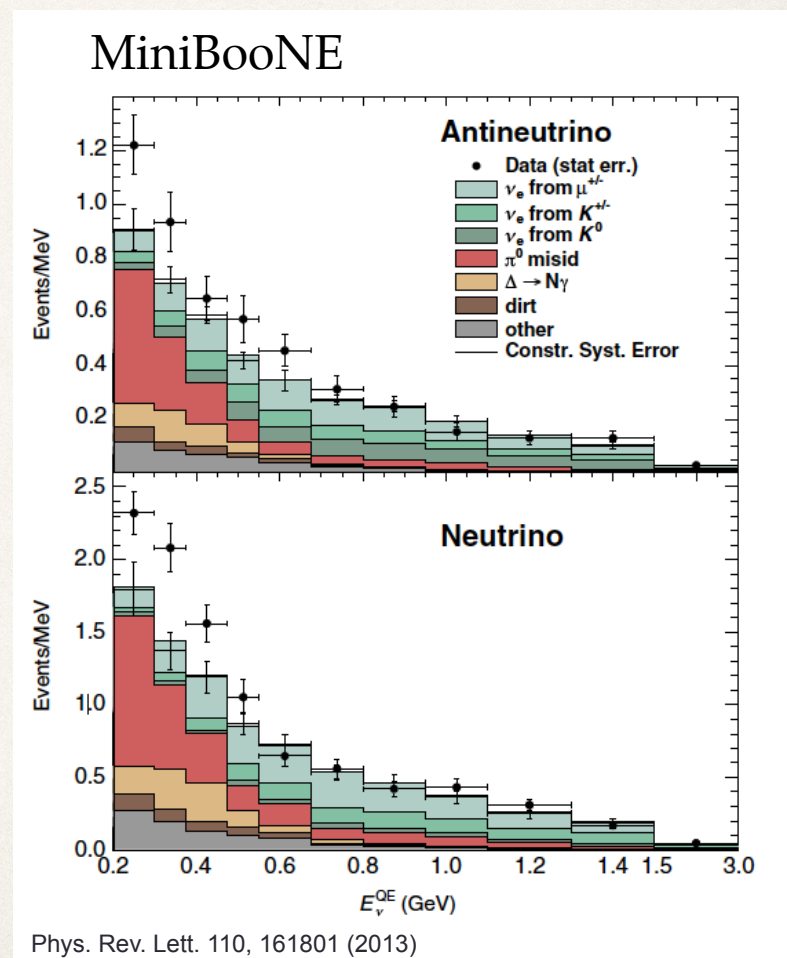 MiniBooNE
Antineutrino
Data (stat err.)
νₑ from μ⁺/⁻
νₑ from K⁺/⁻
νₑ from K⁰
π⁰ misid
Δ → Nγ
dirt
other
Constr. Syst. Error
Events/MeV
1.2
1.0
0.8
0.6
0.4
0.2
Neutrino
Events/MeV
2.5
2.0
1.5
1.0
0.5
0.0
0.2 0.4 0.6 0.8 1.0 1.2 1.4 1.5 3.0
E_ν^QE (GeV)
Phys. Rev. Lett. 110, 161801 (2013)